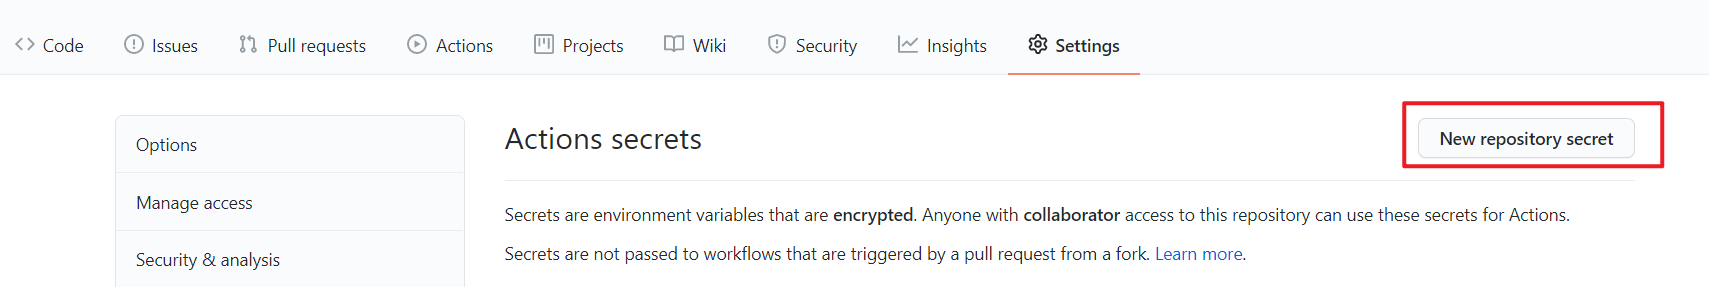 Code Issues Pull requests Actions Projects Wiki Security Insights Settings
Options
Manage access
Security & analysis
Actions secrets
New repository secret
Secrets are environment variables that are encrypted. Anyone with collaborator access to this repository can use these secrets for Actions.
Secrets are not passed to workflows that are triggered by a pull request from a fork. Learn more.